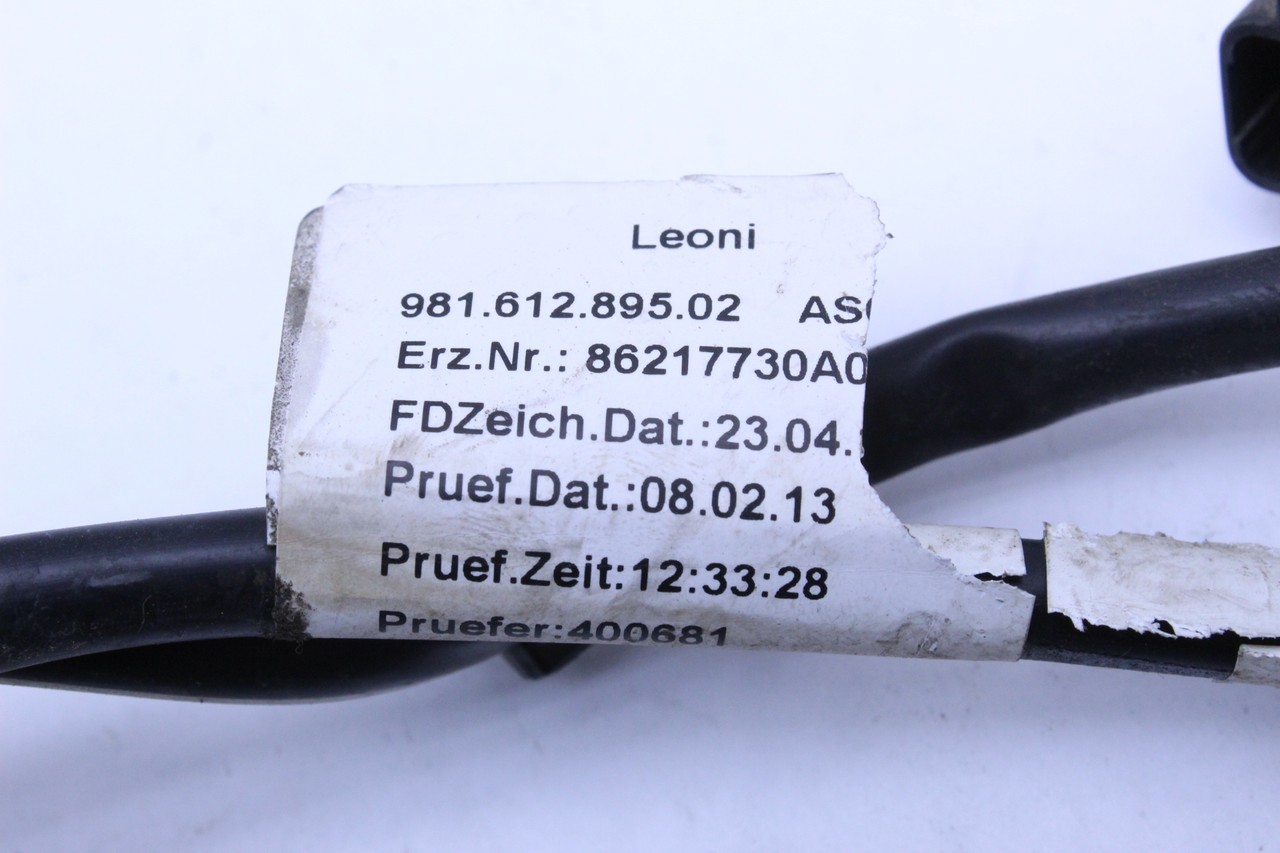 Leoni
981.612.895.02
Erz.Nr.: 86217730A0
FDZeich.Dat.:23.04.
Pruef.Dat.:08.02.13
Pruef.Zeit:12:33:28
Pruefer:400681